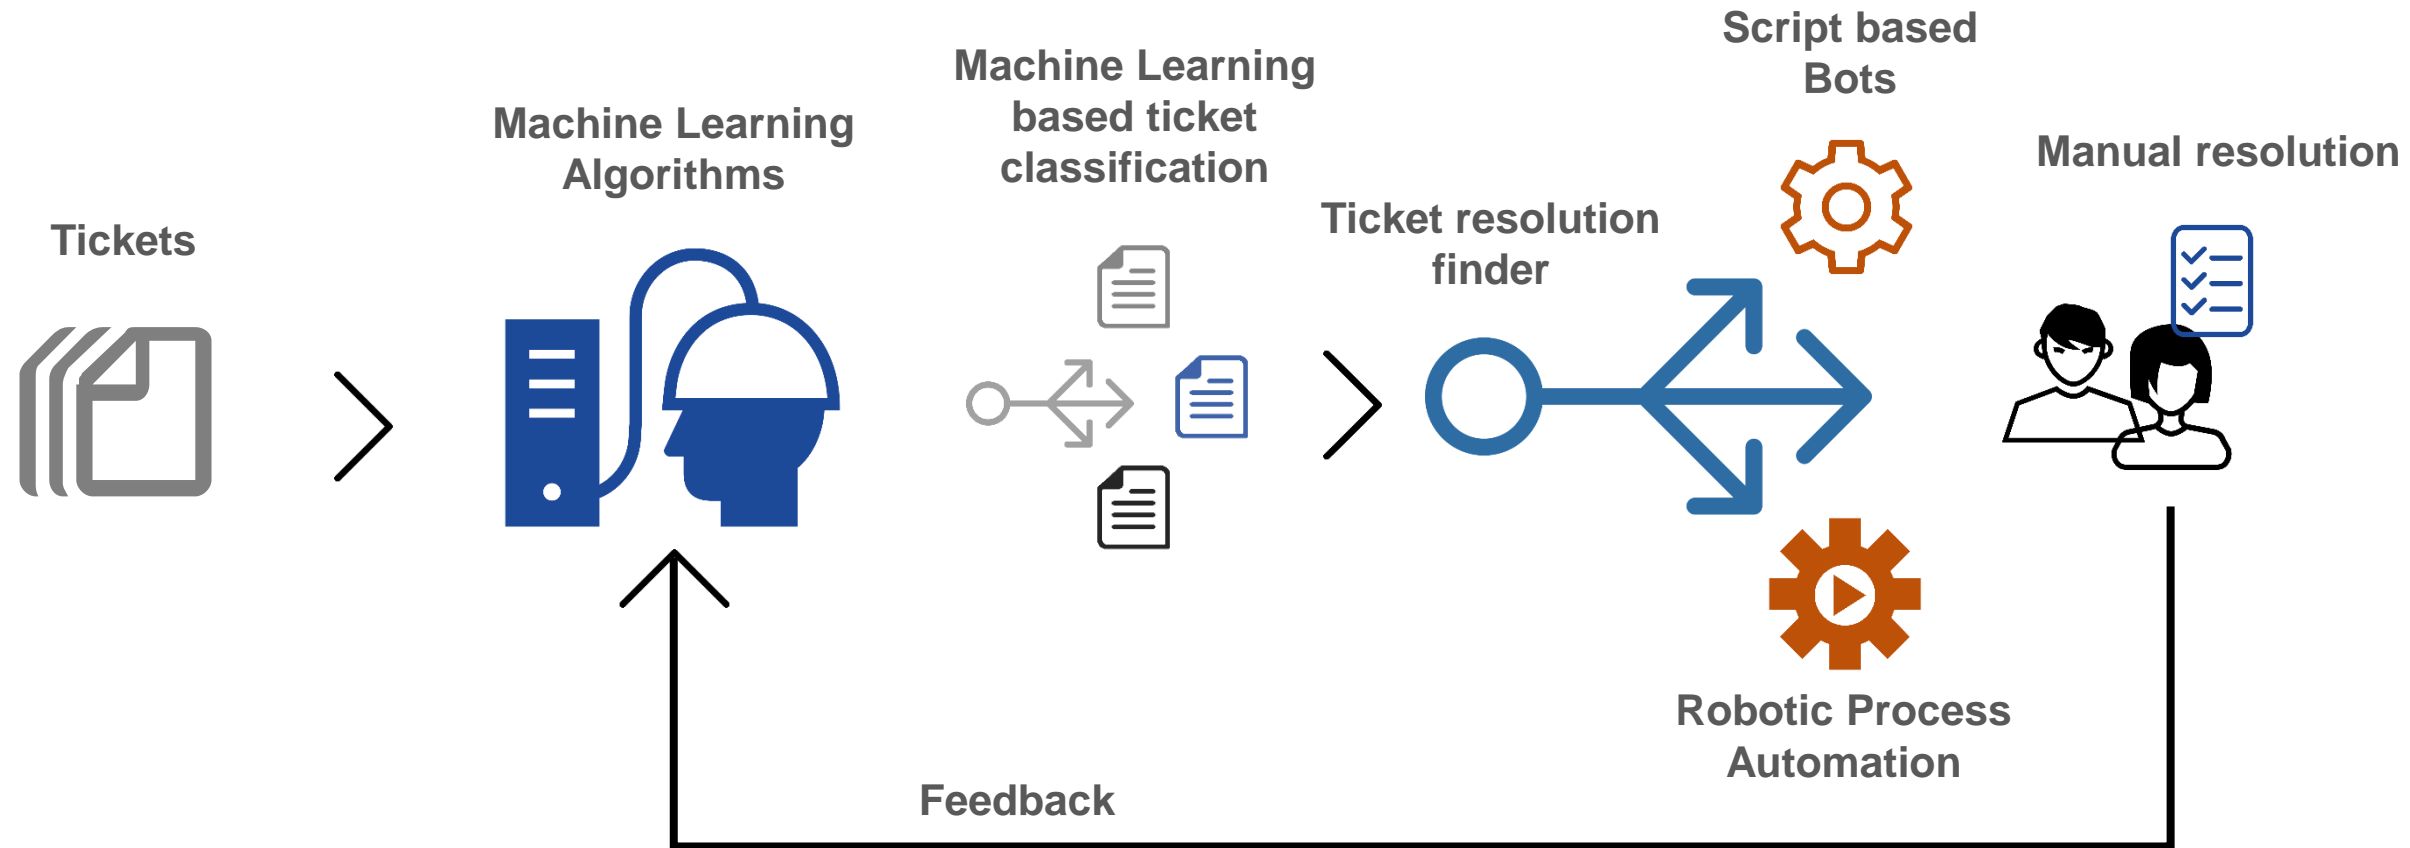 Tickets
Machine Learning
Algorithms
Machine Learning
based ticket
classification
Ticket resolution
finder
Script based
Bots
Manual resolution
Robotic Process
Automation
Feedback